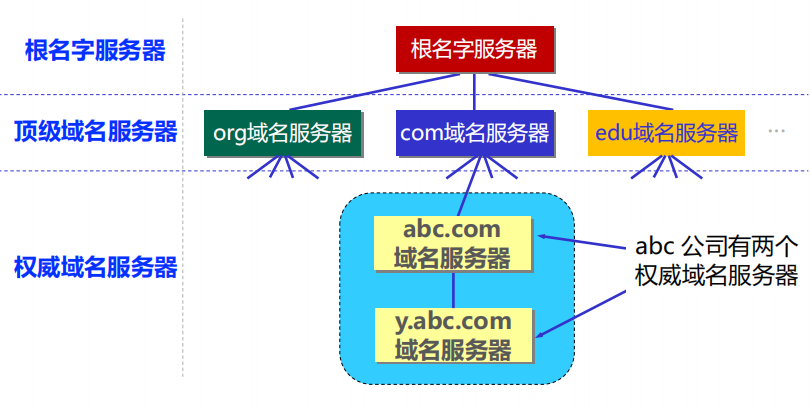 根名字服务器
根名字服务器
顶级域名服务器
org域名服务器
com域名服务器
edu域名服务器
...
权威域名服务器
abc.com
域名服务器
y.abc.com
域名服务器
abc 公司有两个
权威域名服务器